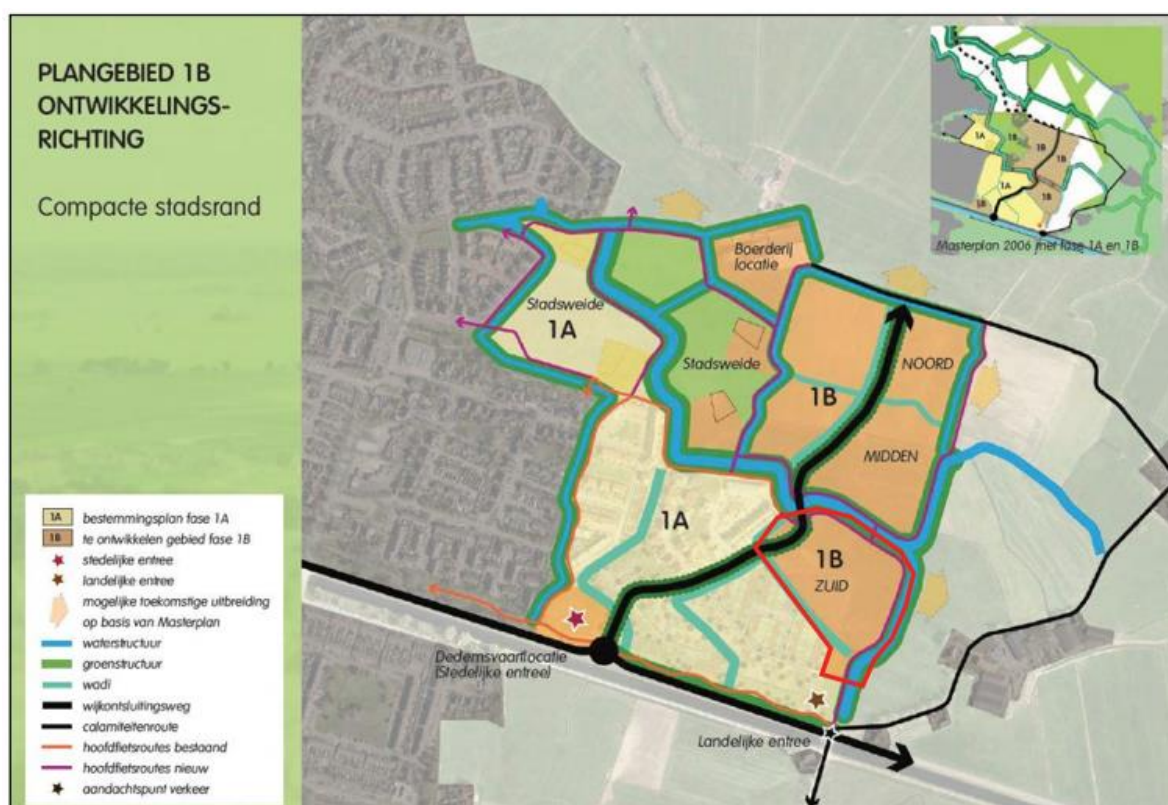 PLANGEBIED 1B
ONTWIKKELINGS-
RICHTING
Compacte stadsrand
1A bestemmingsplan fase 1A
1B te ontwikkelen gebied fase 1B
stedelijke entree
landelijke entree
mogelijke toekomstige uitbreiding
op basis van Masterplan
waterstructuur
groenstructuur
wadi
wijkontsluitingsweg
calamiteitenroute
hoofdfietsroutes bestaand
hoofdfietsroutes nieuw
aandachtspunt verkeer
1A
1B
1B
1B
1A
1B
1B
Masterplan 2006 met fase 1A en 1B
Boerderij
locatie
Stadsweide
1A
Stadsweide
NOORD
1B
MIDDEN
1A
1B
ZUID
Dedemsvaartlocatie
(Stedelijke entree)
Landelijke entree